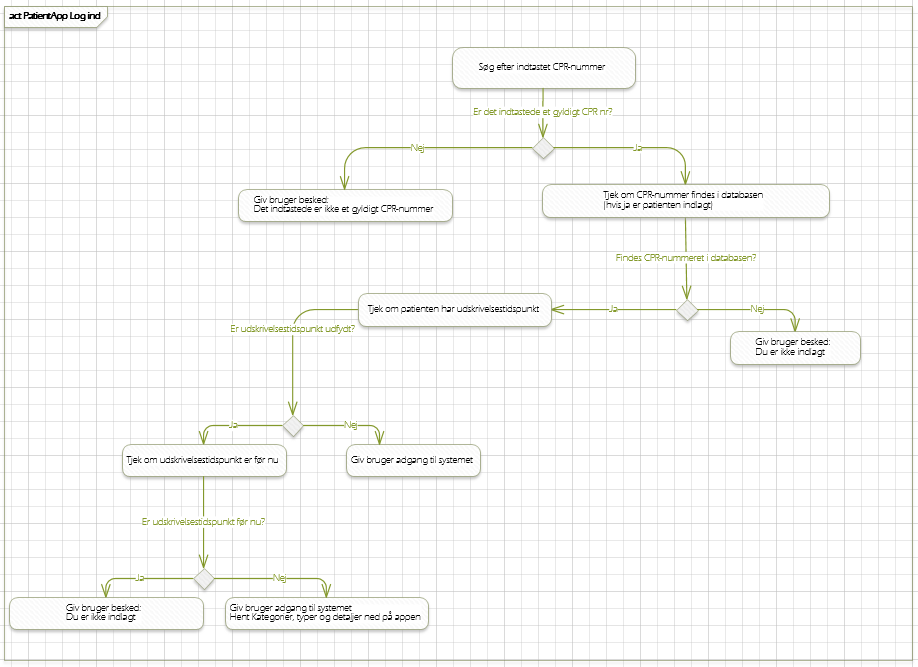 act PatientApp Log ind
Søg efter indtastet CPR-nummer
Er det indtastede et gyldigt CPR nr?
Nej
Ja
Giv bruger besked:
Det indtastede er ikke et gyldigt CPR-nummer
Tjek om CPR-nummer findes i databasen
(hvis ja er patienten indlagt)
Findes CPR-nummeret i databasen?
Tjek om patienten har udskrivelsestidspunkt
Ja
Nej
Er udskrivelsestidspunkt udfydt?
Giv bruger besked:
Du er ikke indlagt
Ja
Nej
Tjek om udskrivelsestidspunkt er før nu
Giv bruger adgang til systemet
Er udskrivelsestidspunkt før nu?
Ja
Nej
Giv bruger besked:
Du er ikke indlagt
Giv bruger adgang til systemet
Hent Kategorier, typer og detaljer ned på appen